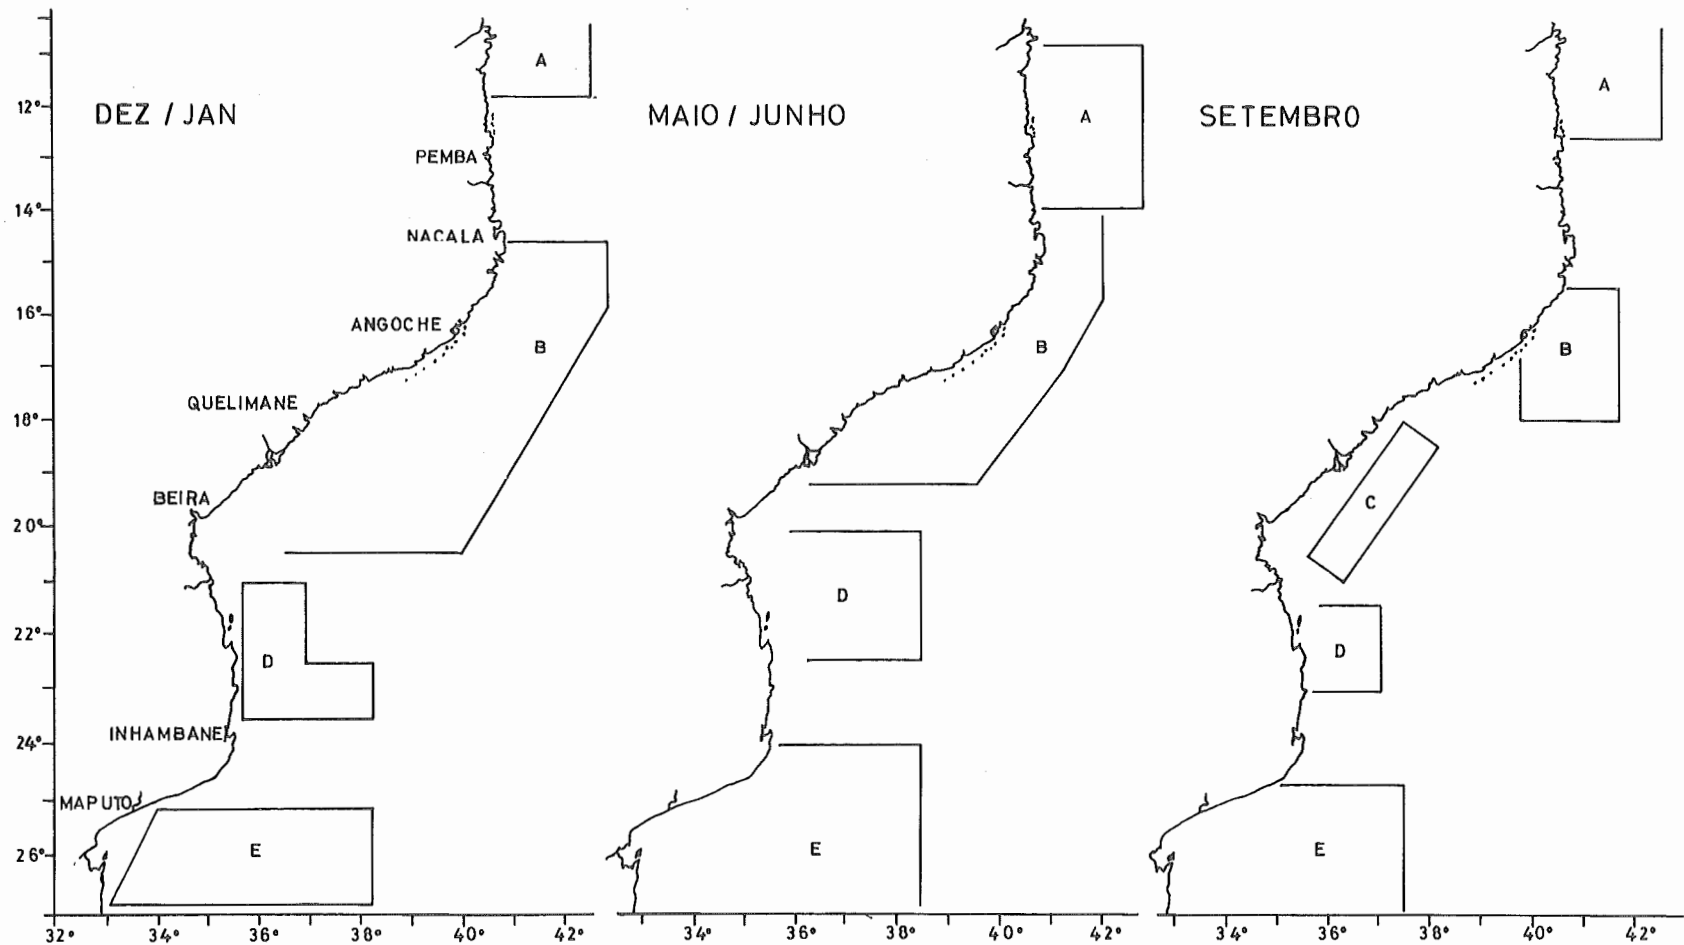 A
A
A
12°
DEZ / JAN
MAIO / JUNHO
SETEMBRO
PEMBA
14°
NACALA
16°
ANGOCHE
B
B
B
QUELIMANE
18°
BEIRA
C
20°
D
D
D
22°
INHAMBANE
24°
MAPUTO
E
E
E
26°
32° 34° 36° 38° 40° 42°
34° 36° 38° 40° 42°
34° 36° 38° 40° 42°